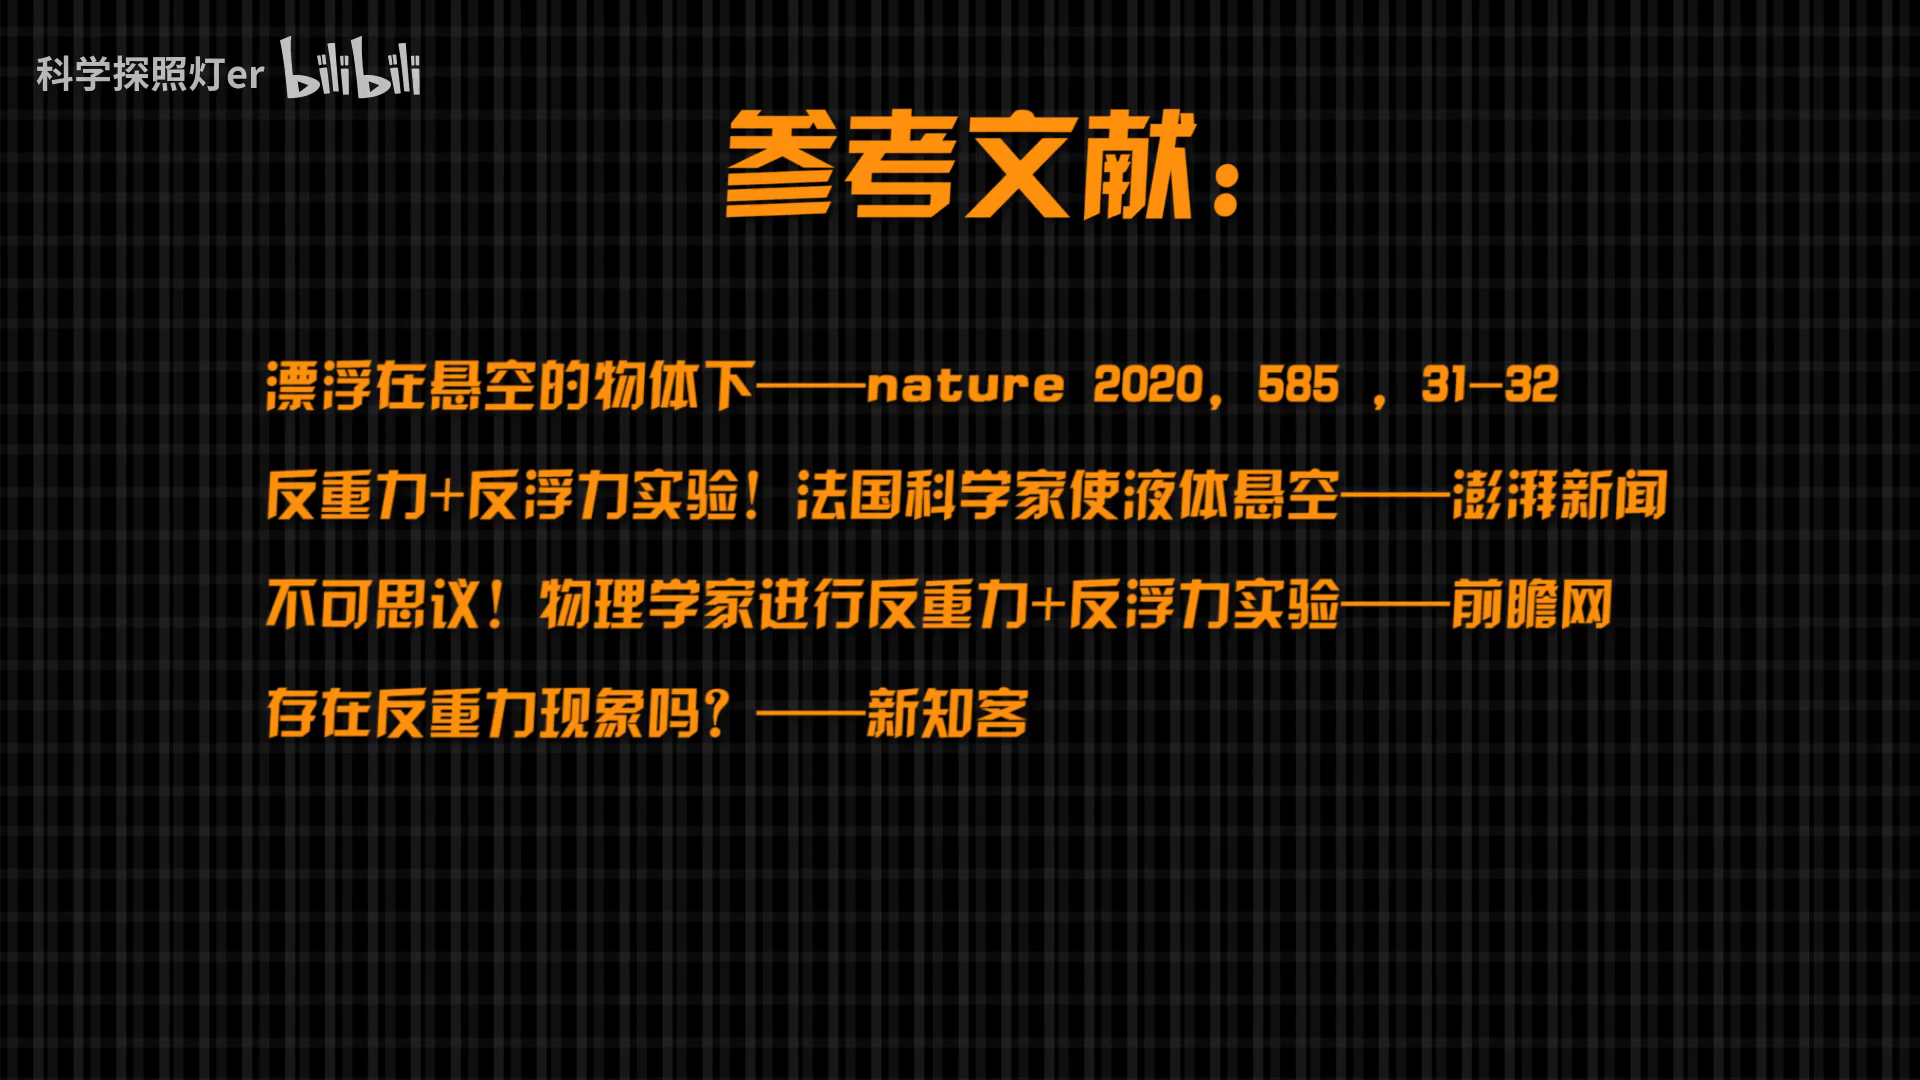 科学探照灯er bilibili
参考文献：
漂浮在悬空的物体下——nature 2020，585 ，31-32
反重力+反浮力实验！法国科学家使液体悬空——澎湃新闻
不可思议！物理学家进行反重力+反浮力实验——前瞻网
存在反重力现象吗？——新知客